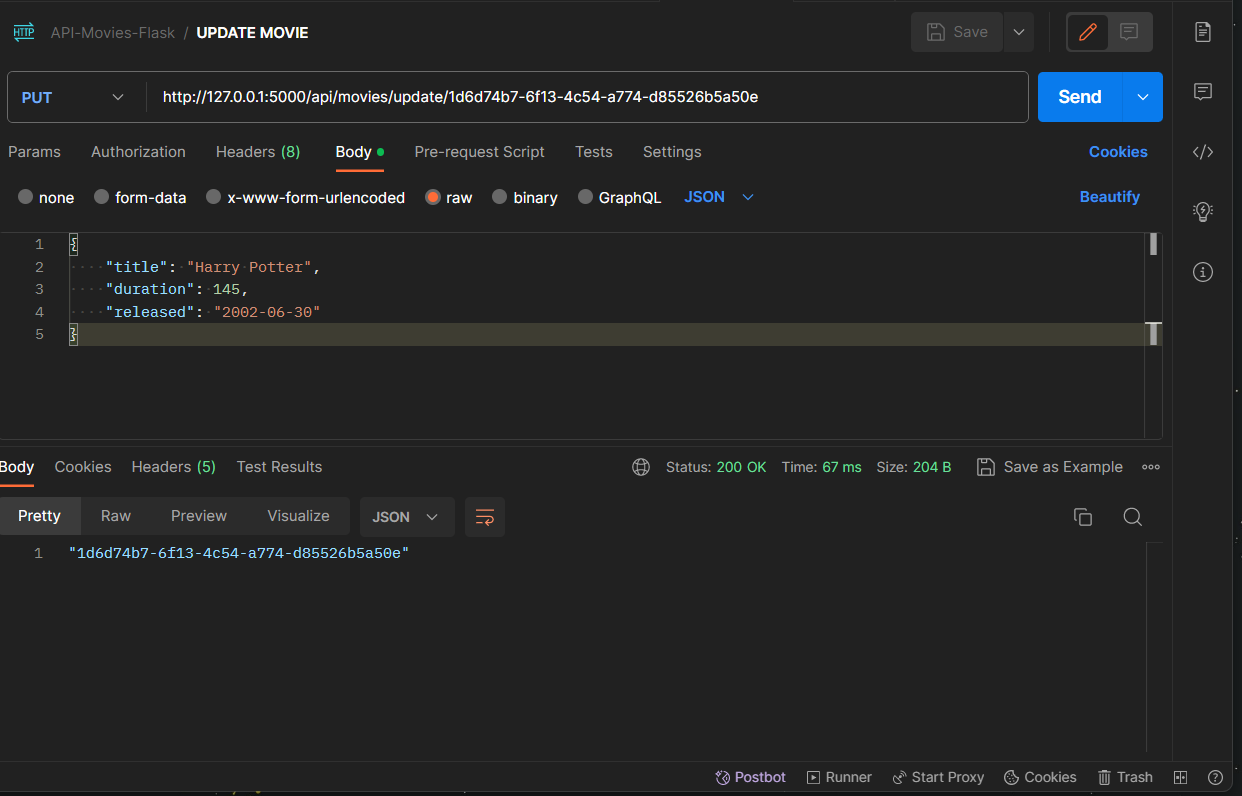 HTTP API-Movies-Flask / UPDATE MOVIE Save
PUT http://127.0.0.1:5000/api/movies/update/1d6d74b7-6f13-4c54-a774-d85526b5a50e Send
Params Authorization Headers (8) Body Pre-request Script Tests Settings Cookies
none form-data x-www-form-urlencoded raw binary GraphQL JSON Beautify
1 {
2 "title": "Harry Potter",
3 "duration": 145,
4 "released": "2002-06-30"
5 }
Body Cookies Headers (5) Test Results Status: 200 OK Time: 67 ms Size: 204 B Save as Example
Pretty Raw Preview Visualize JSON
1 "1d6d74b7-6f13-4c54-a774-d85526b5a50e"
Postbot Runner Start Proxy Cookies Trash